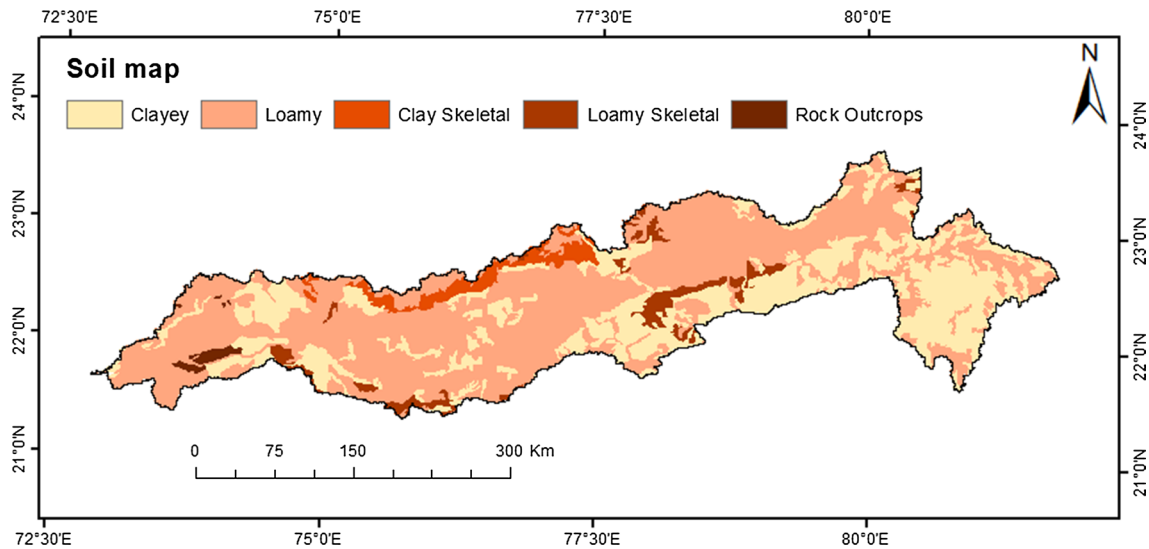 72°30'E 75°0'E 77°30'E 80°0'E
Soil map
N
Clayey Loamy Clay Skeletal Loamy Skeletal Rock Outcrops
24°0'N 24°0'N
23°0'N 23°0'N
22°0'N 22°0'N
21°0'N 21°0'N
0 75 150 300 Km
72°30'E 75°0'E 77°30'E 80°0'E